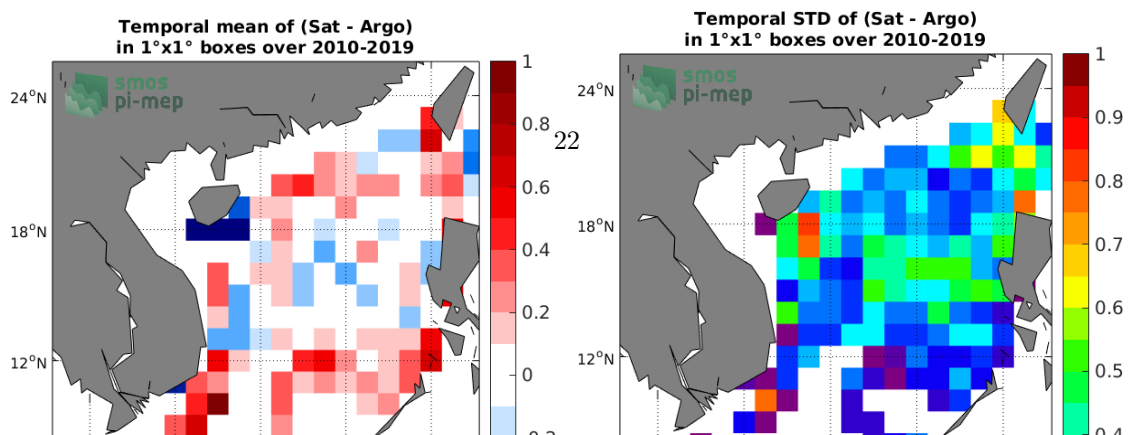 Temporal mean of (Sat - Argo)
in 1°x1° boxes over 2010-2019
smos
pi-mep
24°N
18°N
12°N
1
0.8
0.6
0.4
0.2
0
22
Temporal STD of (Sat - Argo)
in 1°x1° boxes over 2010-2019
smos
pi-mep
24°N
18°N
12°N
1
0.9
0.8
0.7
0.6
0.5